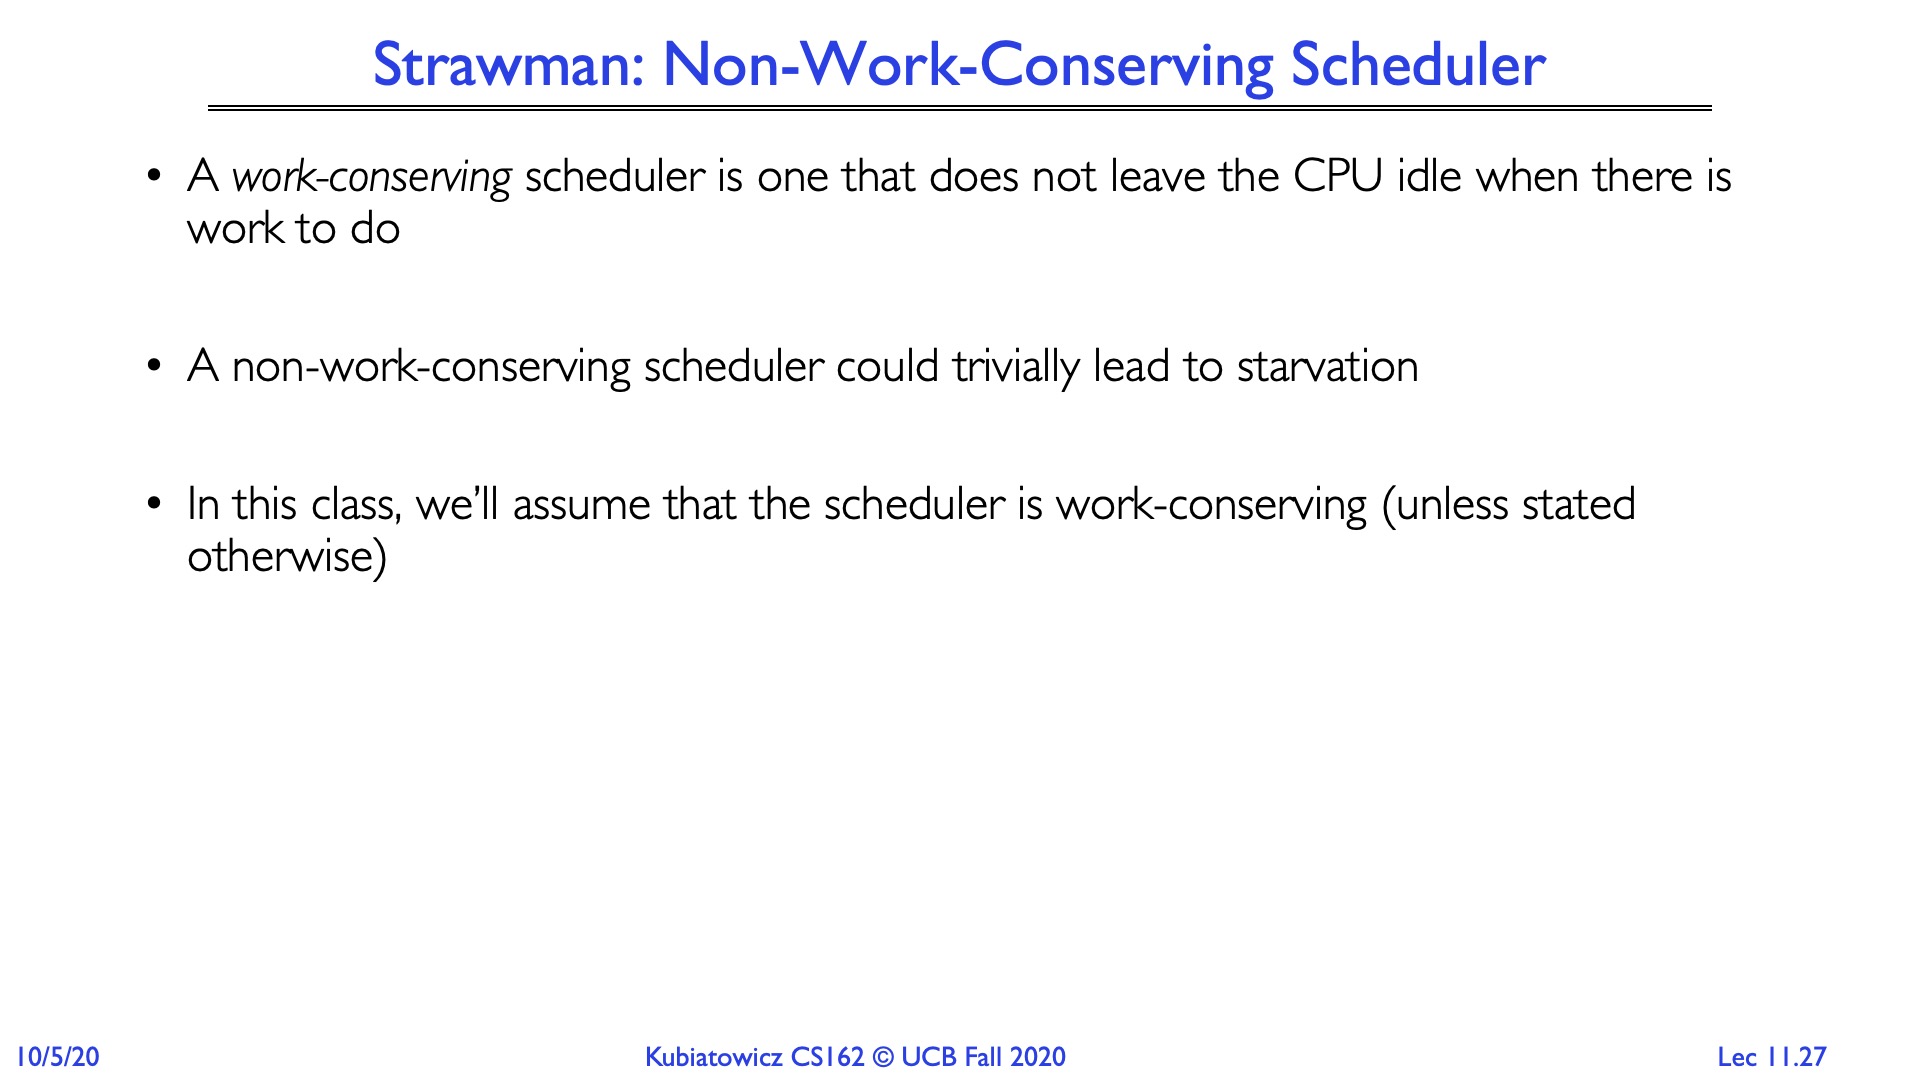 Strawman: Non-Work-Conserving Scheduler
• A work-conserving scheduler is one that does not leave the CPU idle when there is
work to do
• A non-work-conserving scheduler could trivially lead to starvation
• In this class, we’ll assume that the scheduler is work-conserving (unless stated
otherwise)
10/5/20
Kubiatowicz CS162 © UCB Fall 2020
Lec 11.27